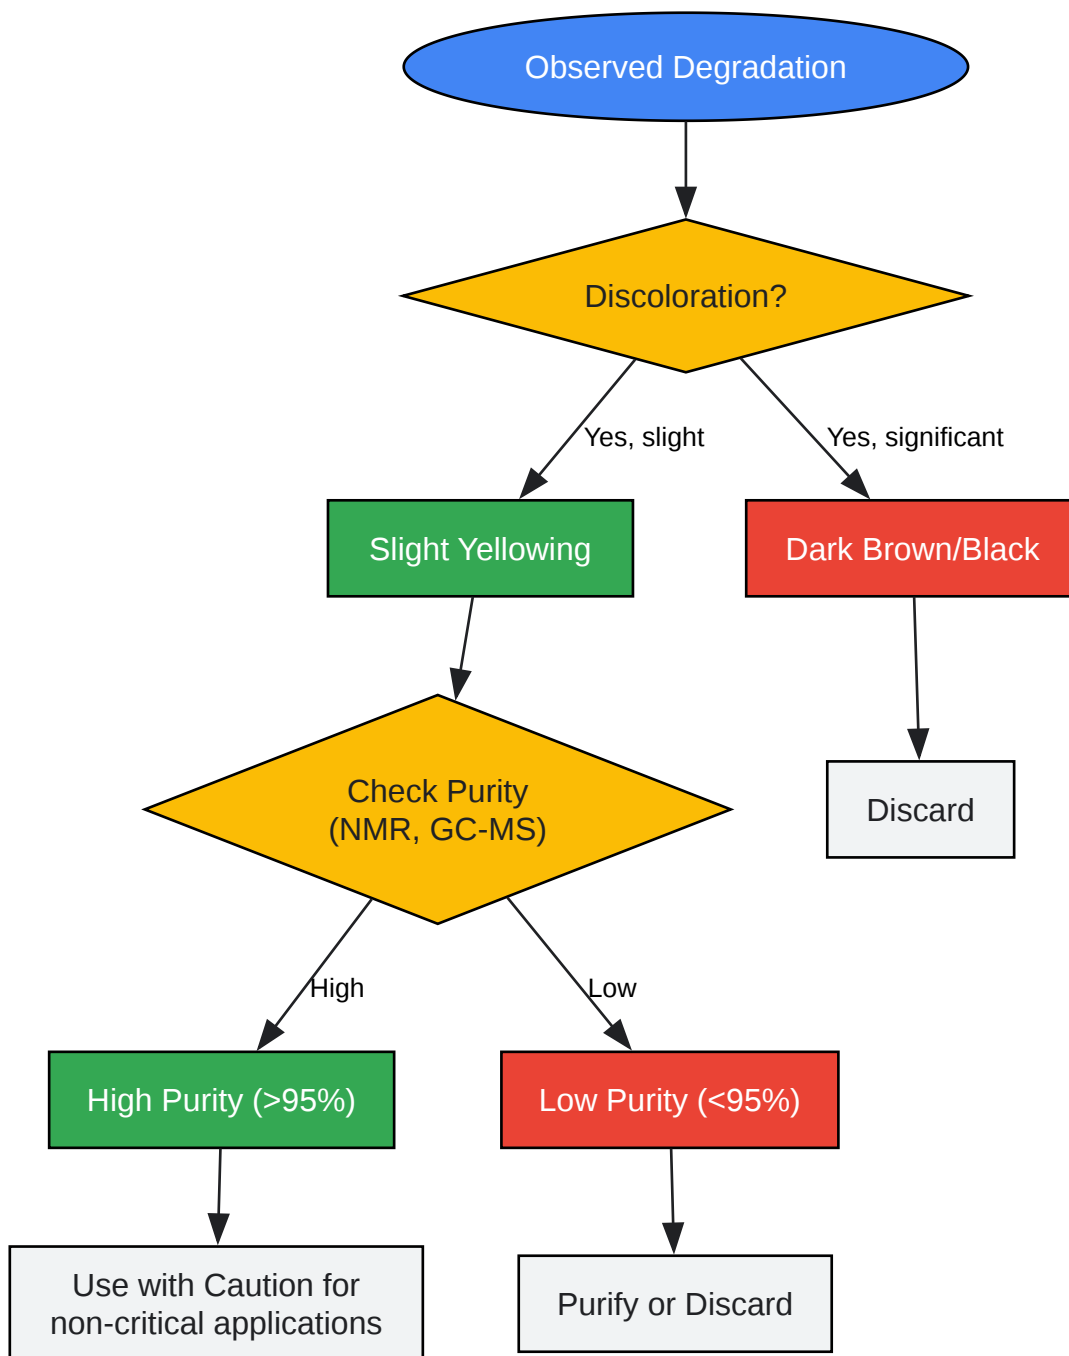 Observed Degradation
Discoloration?
Yes, slight
Yes, significant
Slight Yellowing
Dark Brown/Black
Check Purity
(NMR, GC-MS)
Discard
High
Low
High Purity (>95%)
Low Purity (<95%)
Use with Caution for
non-critical applications
Purify or Discard